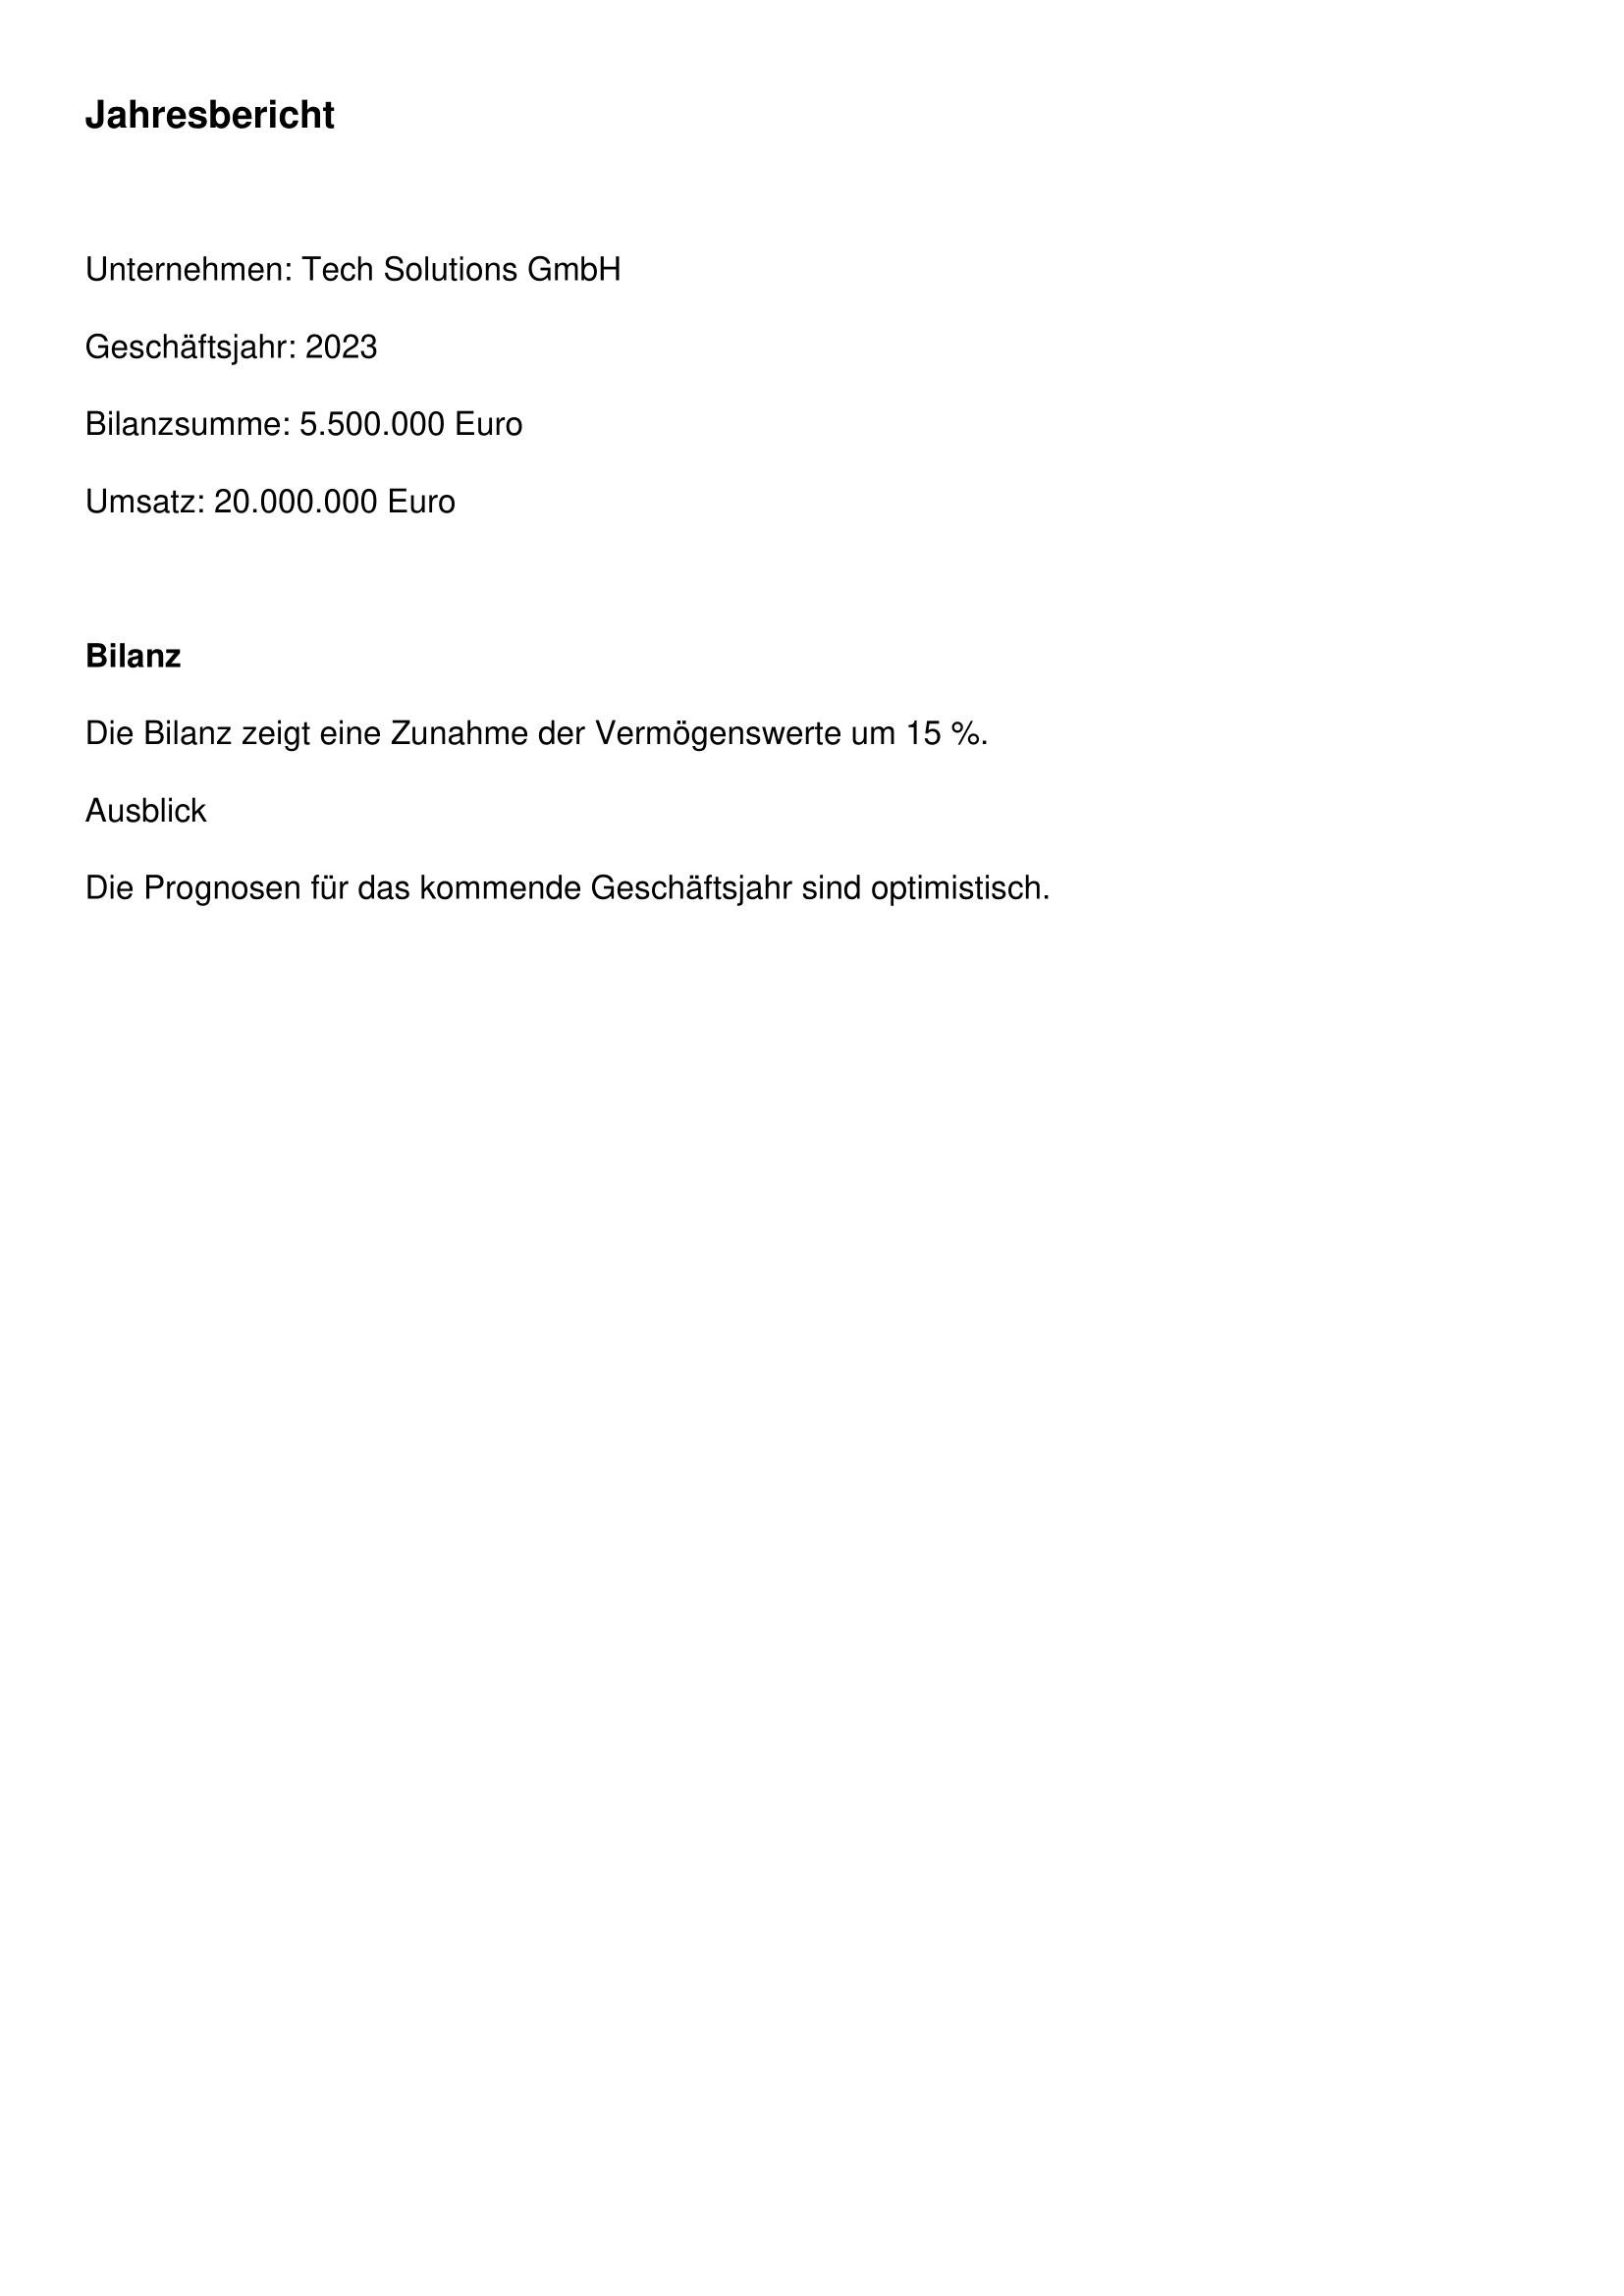 Jahresbericht
Unternehmen: Tech Solutions GmbH
Geschäftsjahr: 2023
Bilanzsumme: 5.500.000 Euro
Umsatz: 20.000.000 Euro
Bilanz
Die Bilanz zeigt eine Zunahme der Vermögenswerte um 15 %.
Ausblick
Die Prognosen für das kommende Geschäftsjahr sind optimistisch.